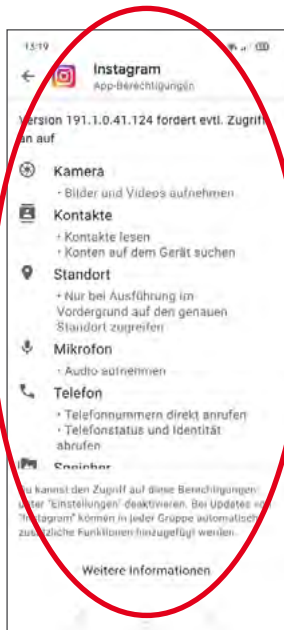 13:19
Instagram
App-Berechtigungen
Version 191.1.0.41.124 fordert evtl. Zugriff
an auf
Kamera
• Bilder und Videos aufnehmen
Kontakte
• Kontakte lesen
• Konten auf dem Gerät suchen
Standort
• Nur bei Ausführung im
Vordergrund auf den genauen
Standort zugreifen
Mikrofon
• Audio aufnehmen
Telefon
• Telefonnummern direkt anrufen
• Telefonstatus und Identität
abrufen
Speicher
Du kannst den Zugriff auf diese Berechtigungen
unter "Einstellungen" deaktivieren. Bei Updates von
"Instagram" können in jeder Gruppe automatisch
zusätzliche Funktionen hinzugefügt werden.
Weitere Informationen